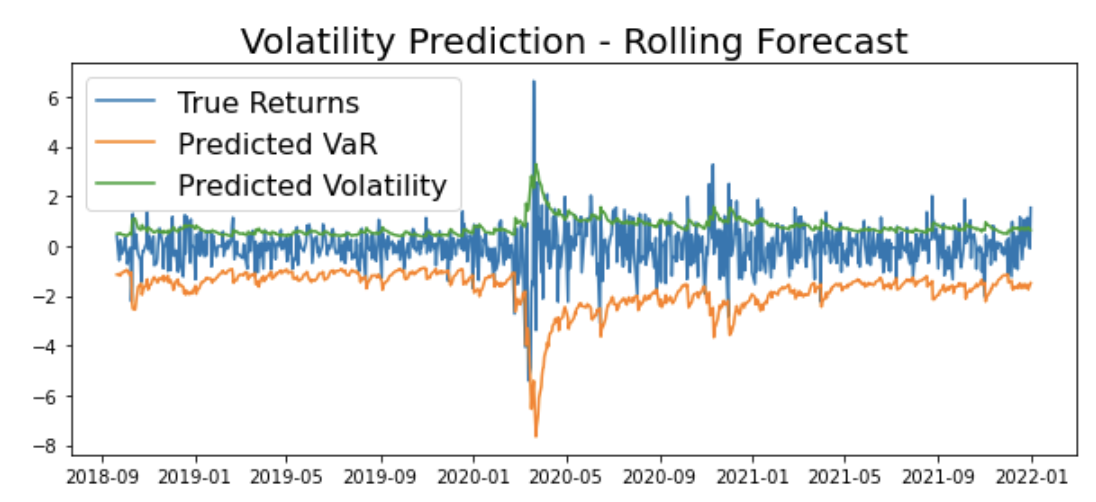 Volatility Prediction - Rolling Forecast
True Returns
Predicted VaR
Predicted Volatility
6
4
2
0
−2
−4
−6
−8
2018-09 2019-01 2019-05 2019-09 2020-01 2020-05 2020-09 2021-01 2021-05 2021-09 2022-01